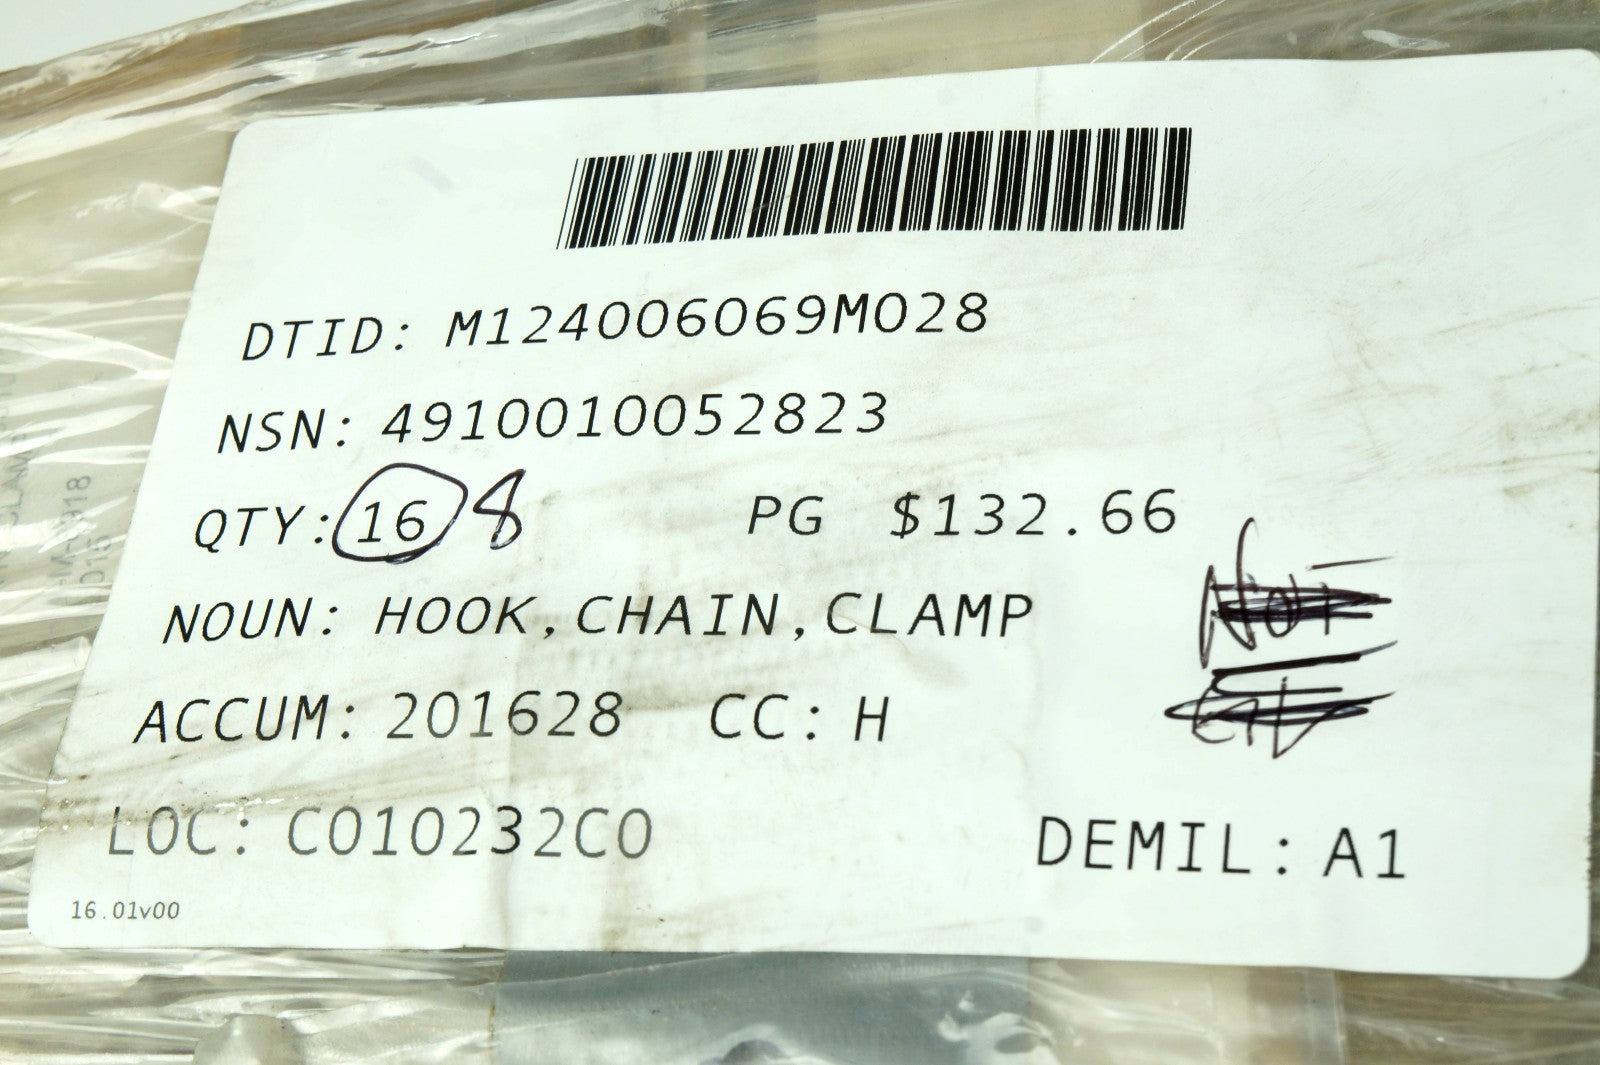 DTID: M124006069M028
NSN: 4910010052823
QTY: 16 8 PG $132.66
NOUN: HOOK,CHAIN,CLAMP
ACCUM: 201628 CC: H
LOC: C010232C0 DEMIL: A1
16.01v00